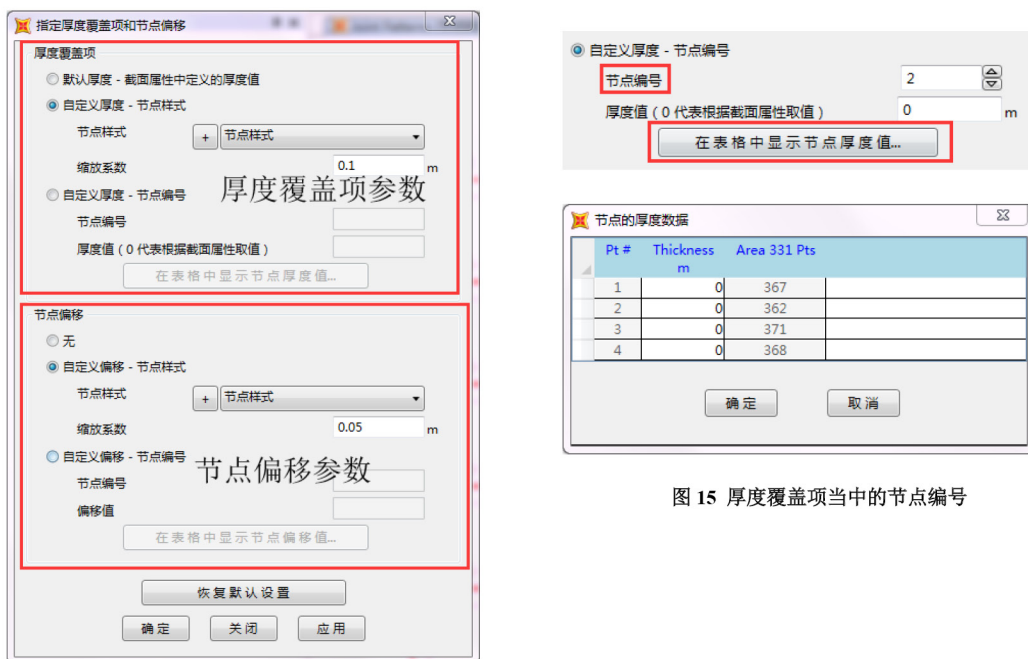 指定厚度覆盖项和节点偏移
厚度覆盖项
默认厚度 - 截面属性中定义的厚度值
自定义厚度 - 节点样式
节点样式 + 节点样式
缩放系数 0.1 m
厚度覆盖项参数
自定义厚度 - 节点编号
节点编号
厚度值（0 代表根据截面属性取值）
在表格中显示节点厚度值...
节点偏移
无
自定义偏移 - 节点样式
节点样式 + 节点样式
缩放系数 0.05 m
自定义偏移 - 节点编号
节点偏移参数
节点编号
偏移值
在表格中显示节点偏移值...
恢复默认设置
确定 关闭 应用
自定义厚度 - 节点编号
节点编号 2
厚度值（0 代表根据截面属性取值） 0 m
在表格中显示节点厚度值...
节点的厚度数据
Pt # Thickness Area 331 Pts
m
1 0 367
2 0 362
3 0 371
4 0 368
确定 取消
图 15 厚度覆盖项当中的节点编号